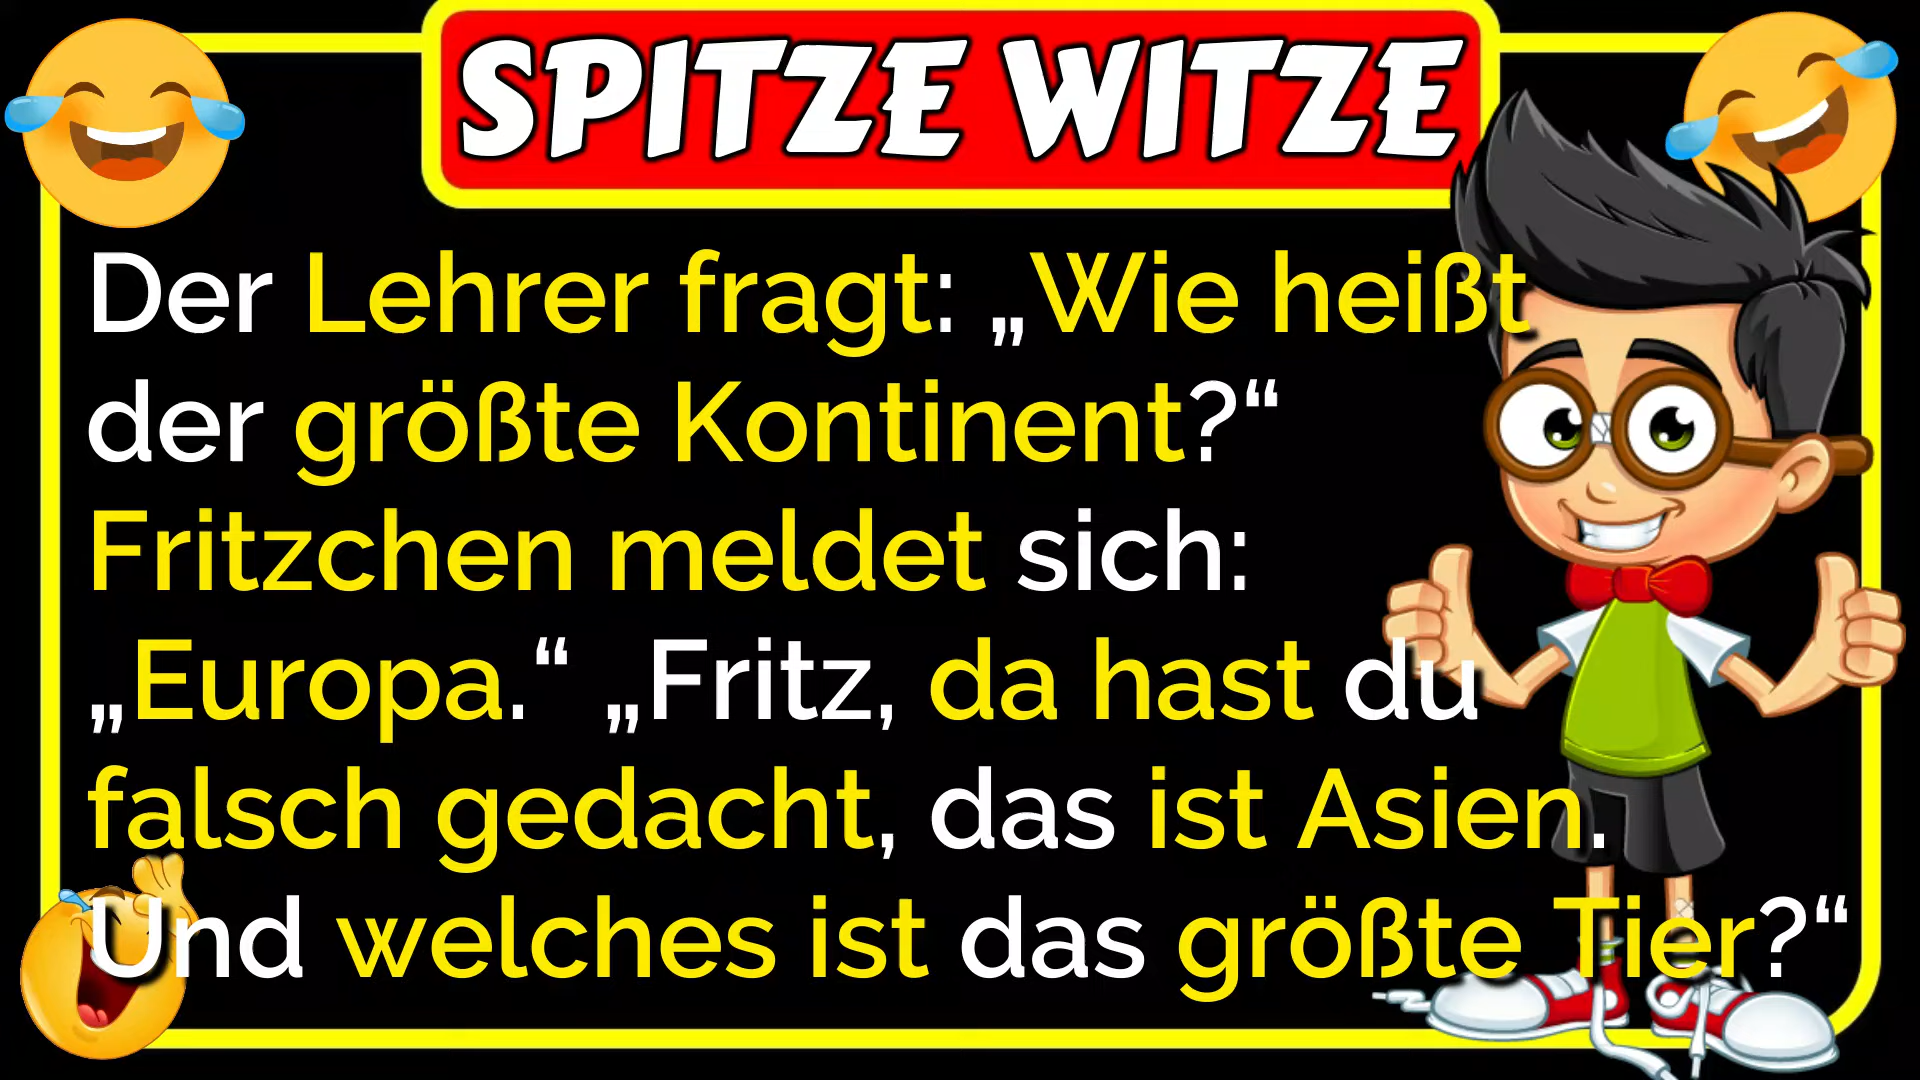 SPITZE WITZE
Der Lehrer fragt: „Wie heißt
der größte Kontinent?“
Fritzchen meldet sich:
„Europa.“ „Fritz, da hast du
falsch gedacht, das ist Asien.
Und welches ist das größte Tier?“